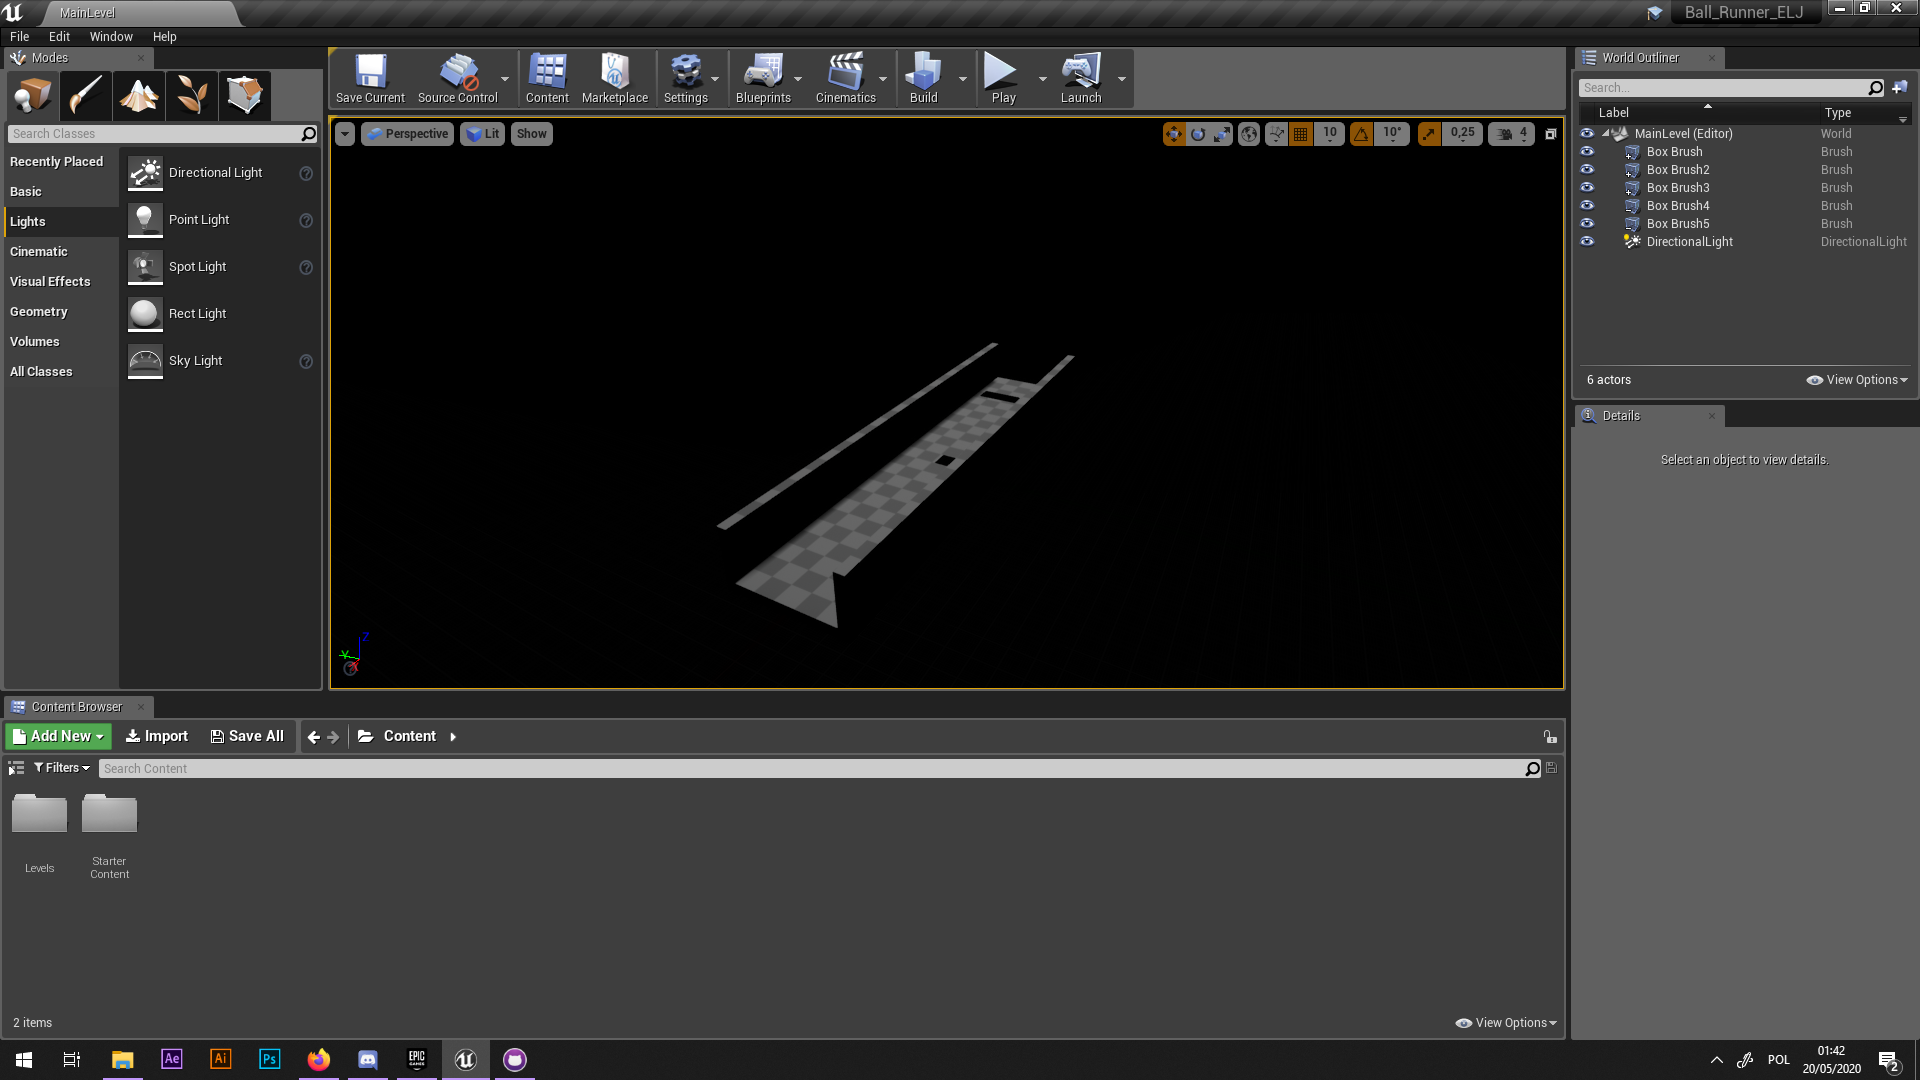 MainLevel
Ball_Runner_ELJ
File Edit Window Help
Modes
Search Classes
Recently Placed
Basic
Lights
Cinematic
Visual Effects
Geometry
Volumes
All Classes
Directional Light
Point Light
Spot Light
Rect Light
Sky Light
Save Current
Source Control
Content
Marketplace
Settings
Blueprints
Cinematics
Build
Play
Launch
Perspective
Lit
Show
10
10°
0,25
4
Z
Y
X
World Outliner
Search...
Label Type
MainLevel (Editor) World
Box Brush Brush
Box Brush2 Brush
Box Brush3 Brush
Box Brush4 Brush
Box Brush5 Brush
DirectionalLight DirectionalLight
6 actors
View Options
Details
Select an object to view details.
Content Browser
Add New
Import
Save All
Content
Filters
Search Content
Levels
Starter
Content
2 items
View Options
Ae
Ai
Ps
EPIC
GAMES
POL
01:42
20/05/2020
2